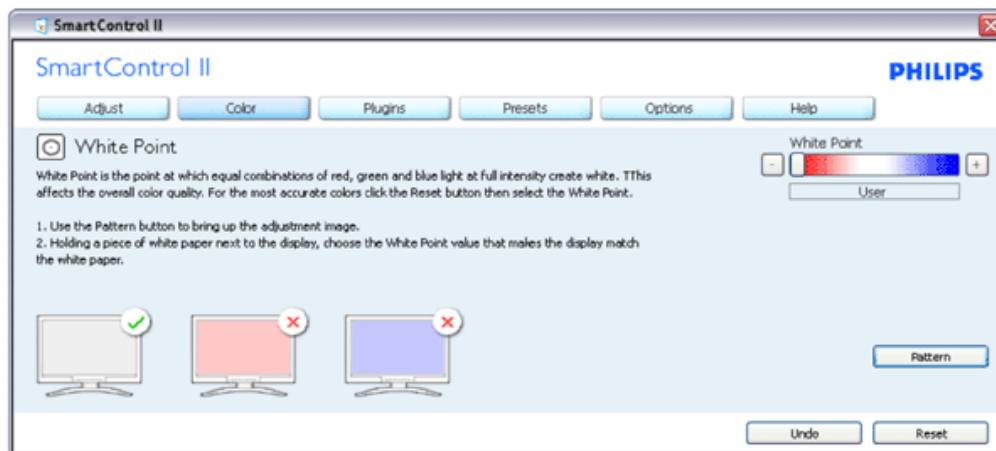 SmartControl II
SmartControl II
PHILIPS
Adjust Color Plugins Presets Options Help
White Point
White Point is the point at which equal combinations of red, green and blue light at full intensity create white. TThis
affects the overall color quality. For the most accurate colors click the Reset button then select the White Point.
1. Use the Pattern button to bring up the adjustment image.
2. Holding a piece of white paper next to the display, choose the White Point value that makes the display match
the white paper.
White Point
- +
User
Pattern
Undo Reset